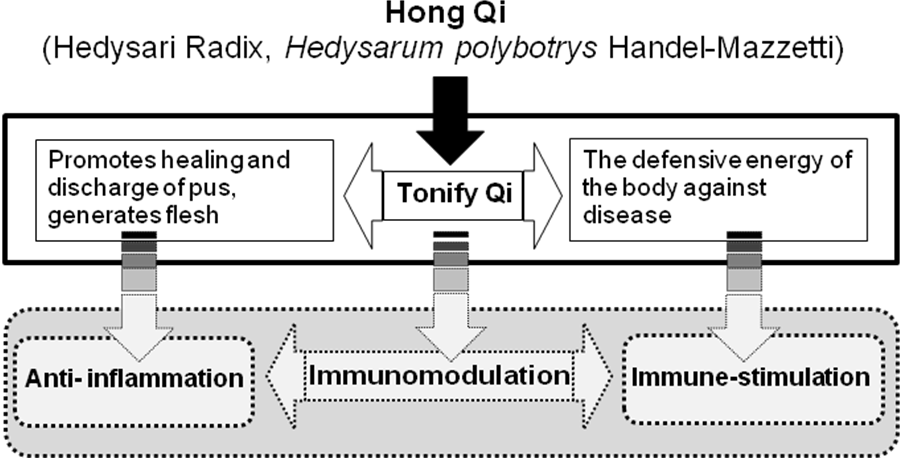 Hong Qi
(Hedysari Radix, Hedysarum polybotrys Handel-Mazzetti)
Promotes healing and
discharge of pus,
generates flesh
Tonify Qi
The defensive energy of
the body against
disease
Anti- inflammation
Immunomodulation
Immune-stimulation